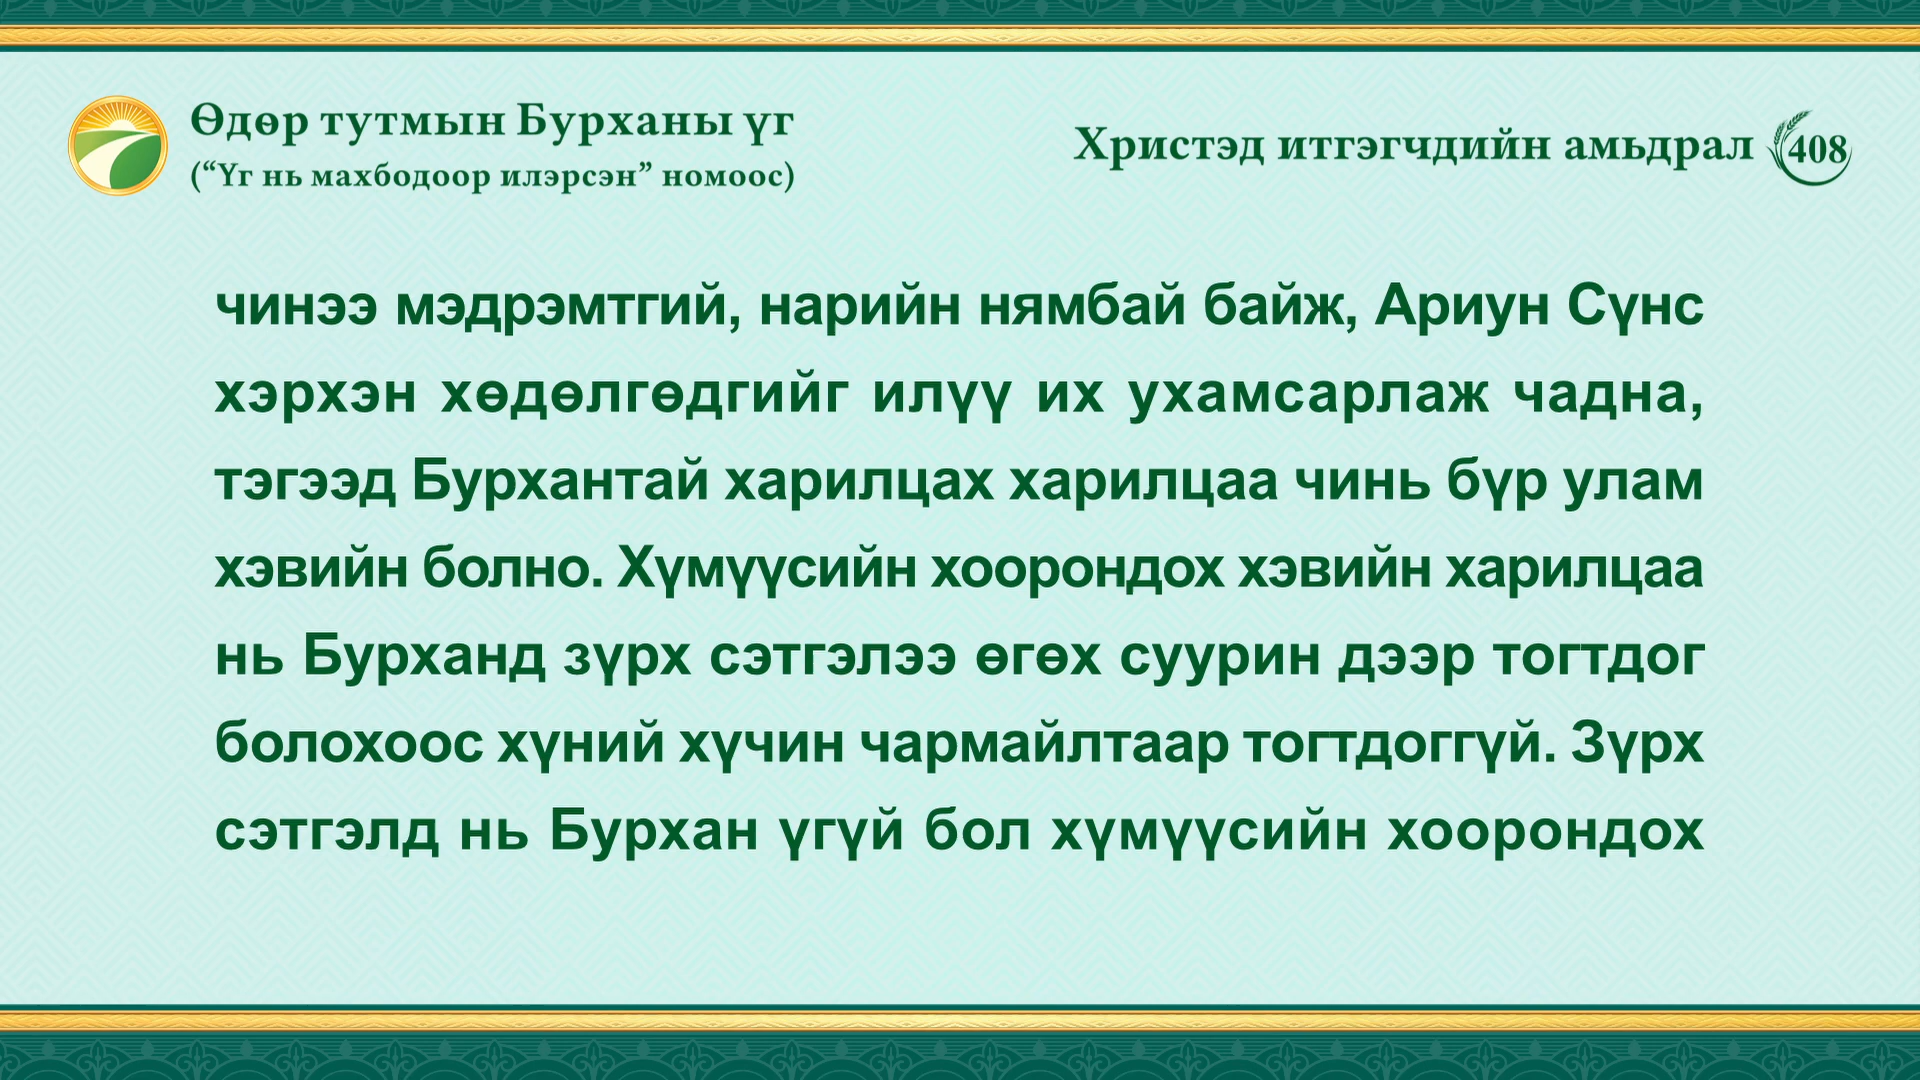 Өдөр тутмын Бурханы үг
(“Үг нь махбодоор илэрсэн” номоос)
Христэд итгэгчдийн амьдрал 408
чинээ мэдрэмтгий, нарийн нямбай байж, Ариун Сүнс
хэрхэн хөдөлгөдгийг илүү их ухамсарлаж чадна,
тэгээд Бурхантай харилцах харилцаа чинь бүр улам
хэвийн болно. Хүмүүсийн хоорондох хэвийн харилцаа
нь Бурханд зүрх сэтгэлээ өгөх суурин дээр тогтдог
болохоос хүний хүчин чармайлтаар тогтдоггүй. Зүрх
сэтгэлд нь Бурхан үгүй бол хүмүүсийн хоорондох